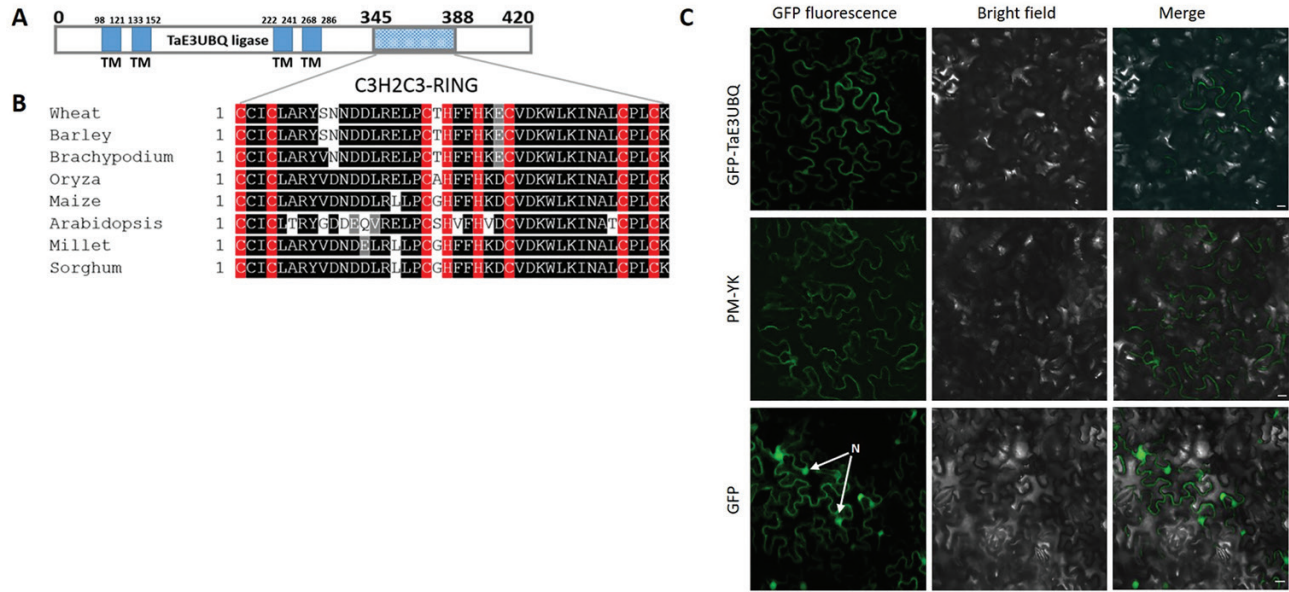 A
0 98 121 133 152 TaE3UBQ ligase 222 241 268 286 345 388 420
TM TM TM TM
C3H2C3-RING
B
Wheat 1 CCICLARYSNNDDLRELPCTHFFHKECVDKWLKINALCPLCK
Barley 1 CCICLARYSNNDDLRELPCTHFFHKECVDKWLKINALCPLCK
Brachypodium 1 CCICLARYVNNDDLRELPCTHFFHKECVDKWLKINALCPLCK
Oryza 1 CCICLARYVDNDDLRELPCAHFFHKDCVDKWLKINALCPLCK
Maize 1 CCICLARYVDNDDLRLLPCGHFFHKDCVDKWLKINALCPLCK
Arabidopsis 1 CCICLTRYGDDEQVRELPCSHVFHVDCVDKWLKINATCPLCK
Millet 1 CCICLARYVDNDELRLLPCGHFFHKDCVDKWLKINALCPLCK
Sorghum 1 CCICLARYVDNDDLRLLPCGHFFHKDCVDKWLKINALCPLCK
C
GFP fluorescence Bright field Merge
GFP-TaE3UBQ
PM-YK
GFP
N